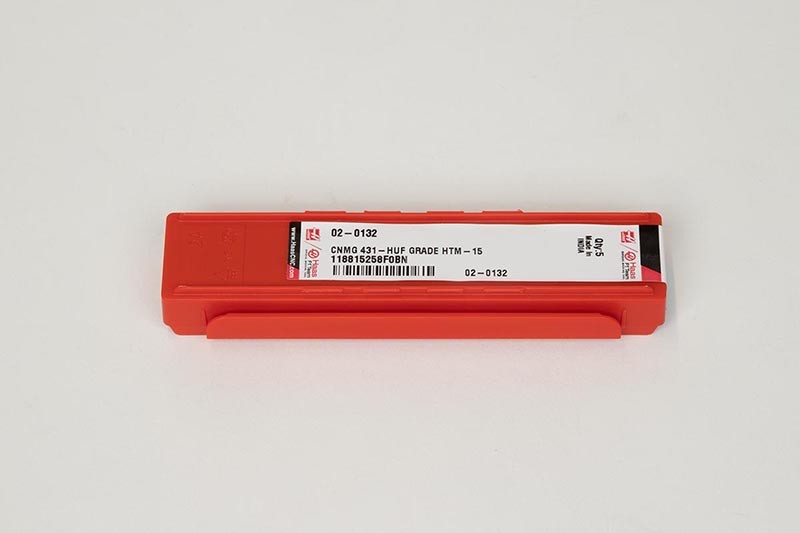 www.HaasCNC.com
Haas
02-0132
CNMG 431-HUF GRADE HTM-15
118815258F0BN
02-0132
Haas
Qty:5
Made in
INDIA